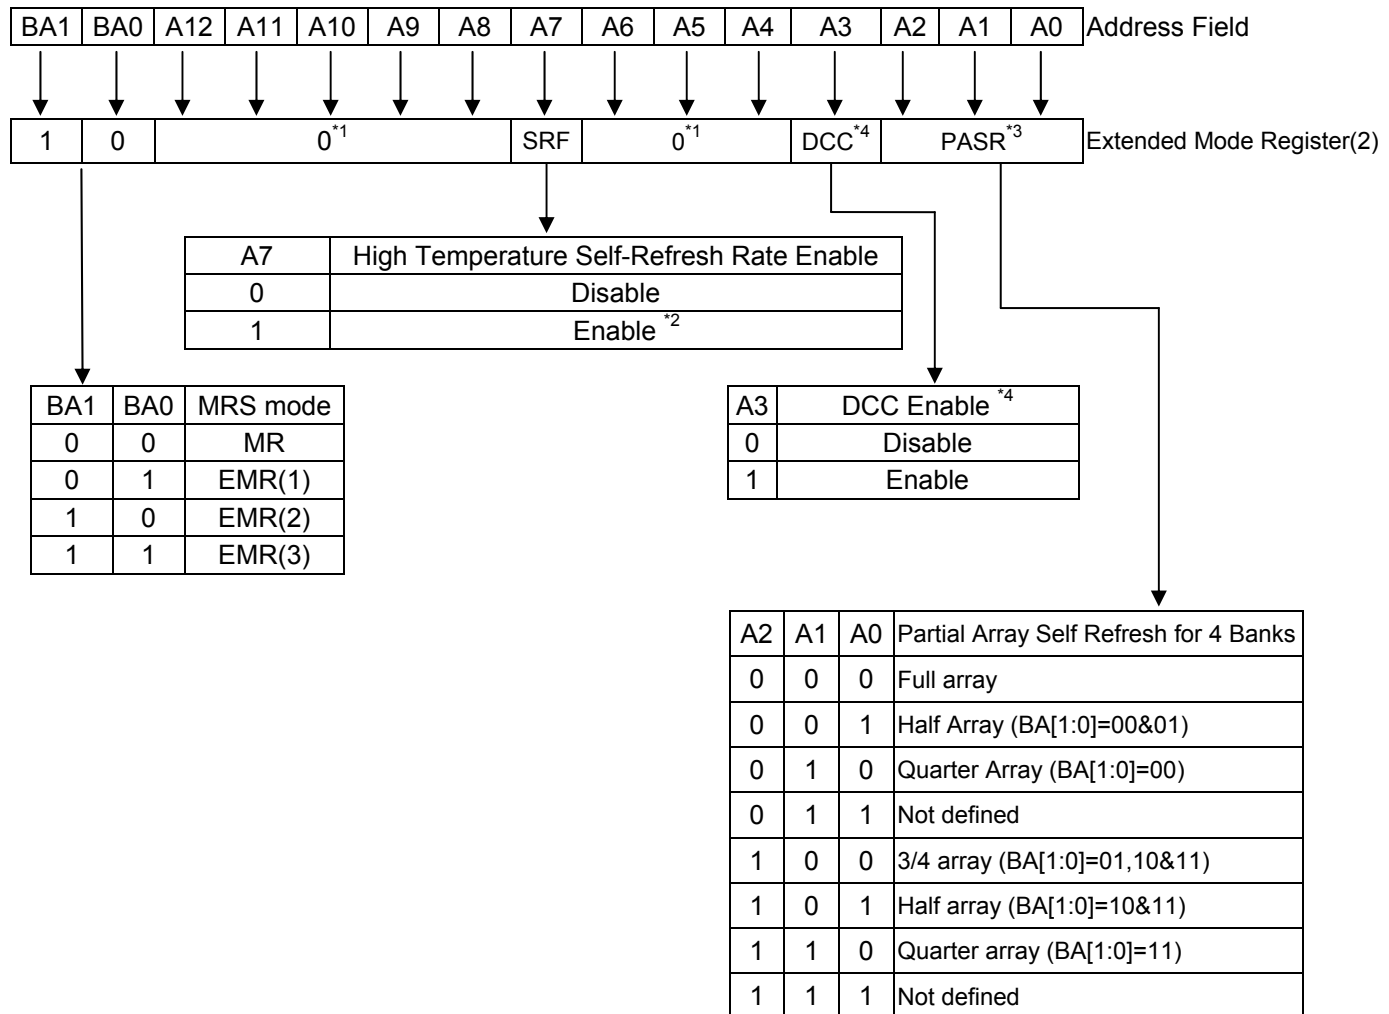 BA1 BA0 A12 A11 A10 A9 A8 A7 A6 A5 A4 A3 A2 A1 A0 Address Field
1 0 0*1 SRF 0*1 DCC*4 PASR*3 Extended Mode Register(2)
A7 High Temperature Self-Refresh Rate Enable
0 Disable
1 Enable *2
BA1 BA0 MRS mode
0 0 MR
0 1 EMR(1)
1 0 EMR(2)
1 1 EMR(3)
A3 DCC Enable *4
0 Disable
1 Enable
A2 A1 A0 Partial Array Self Refresh for 4 Banks
0 0 0 Full array
0 0 1 Half Array (BA[1:0]=00&01)
0 1 0 Quarter Array (BA[1:0]=00)
0 1 1 Not defined
1 0 0 3/4 array (BA[1:0]=01,10&11)
1 0 1 Half array (BA[1:0]=10&11)
1 1 0 Quarter array (BA[1:0]=11)
1 1 1 Not defined